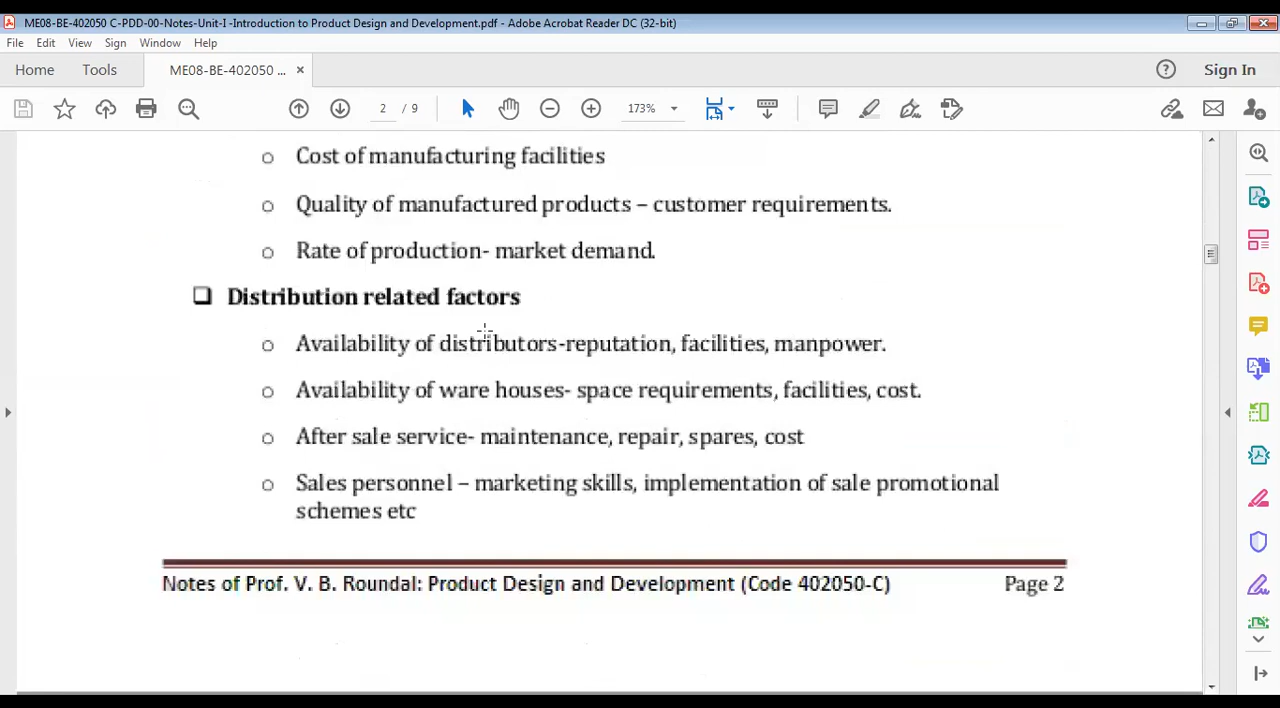 ME08-BE-402050 C-PDD-00-Notes-Unit-I -Introduction to Product Design and Development.pdf - Adobe Acrobat Reader DC (32-bit)
File Edit View Sign Window Help
Home Tools ME08-BE-402050 ... × Sign In
2 / 9 173%
o Cost of manufacturing facilities
o Quality of manufactured products – customer requirements.
o Rate of production- market demand.
❑ Distribution related factors
o Availability of distributors-reputation, facilities, manpower.
o Availability of ware houses- space requirements, facilities, cost.
o After sale service- maintenance, repair, spares, cost
o Sales personnel – marketing skills, implementation of sale promotional
schemes etc
Notes of Prof. V. B. Roundal: Product Design and Development (Code 402050-C) Page 2